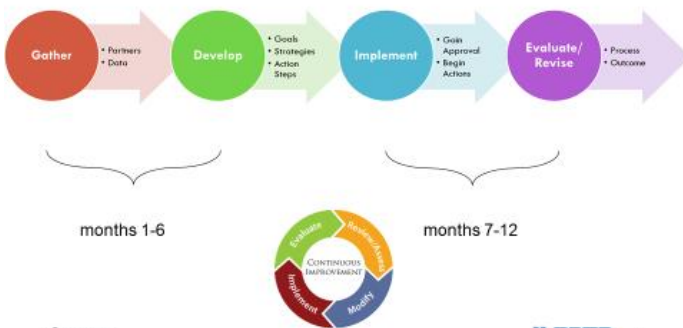 Gather
• Partners
• Data
Develop
• Goals
• Strategies
• Action
Steps
Implement
• Gain
Approval
• Begin
Actions
Evaluate/
Revise
• Process
• Outcome
months 1-6
months 7-12
Evaluate
Review/Assess
CONTINUOUS
IMPROVEMENT
Implement
Modify